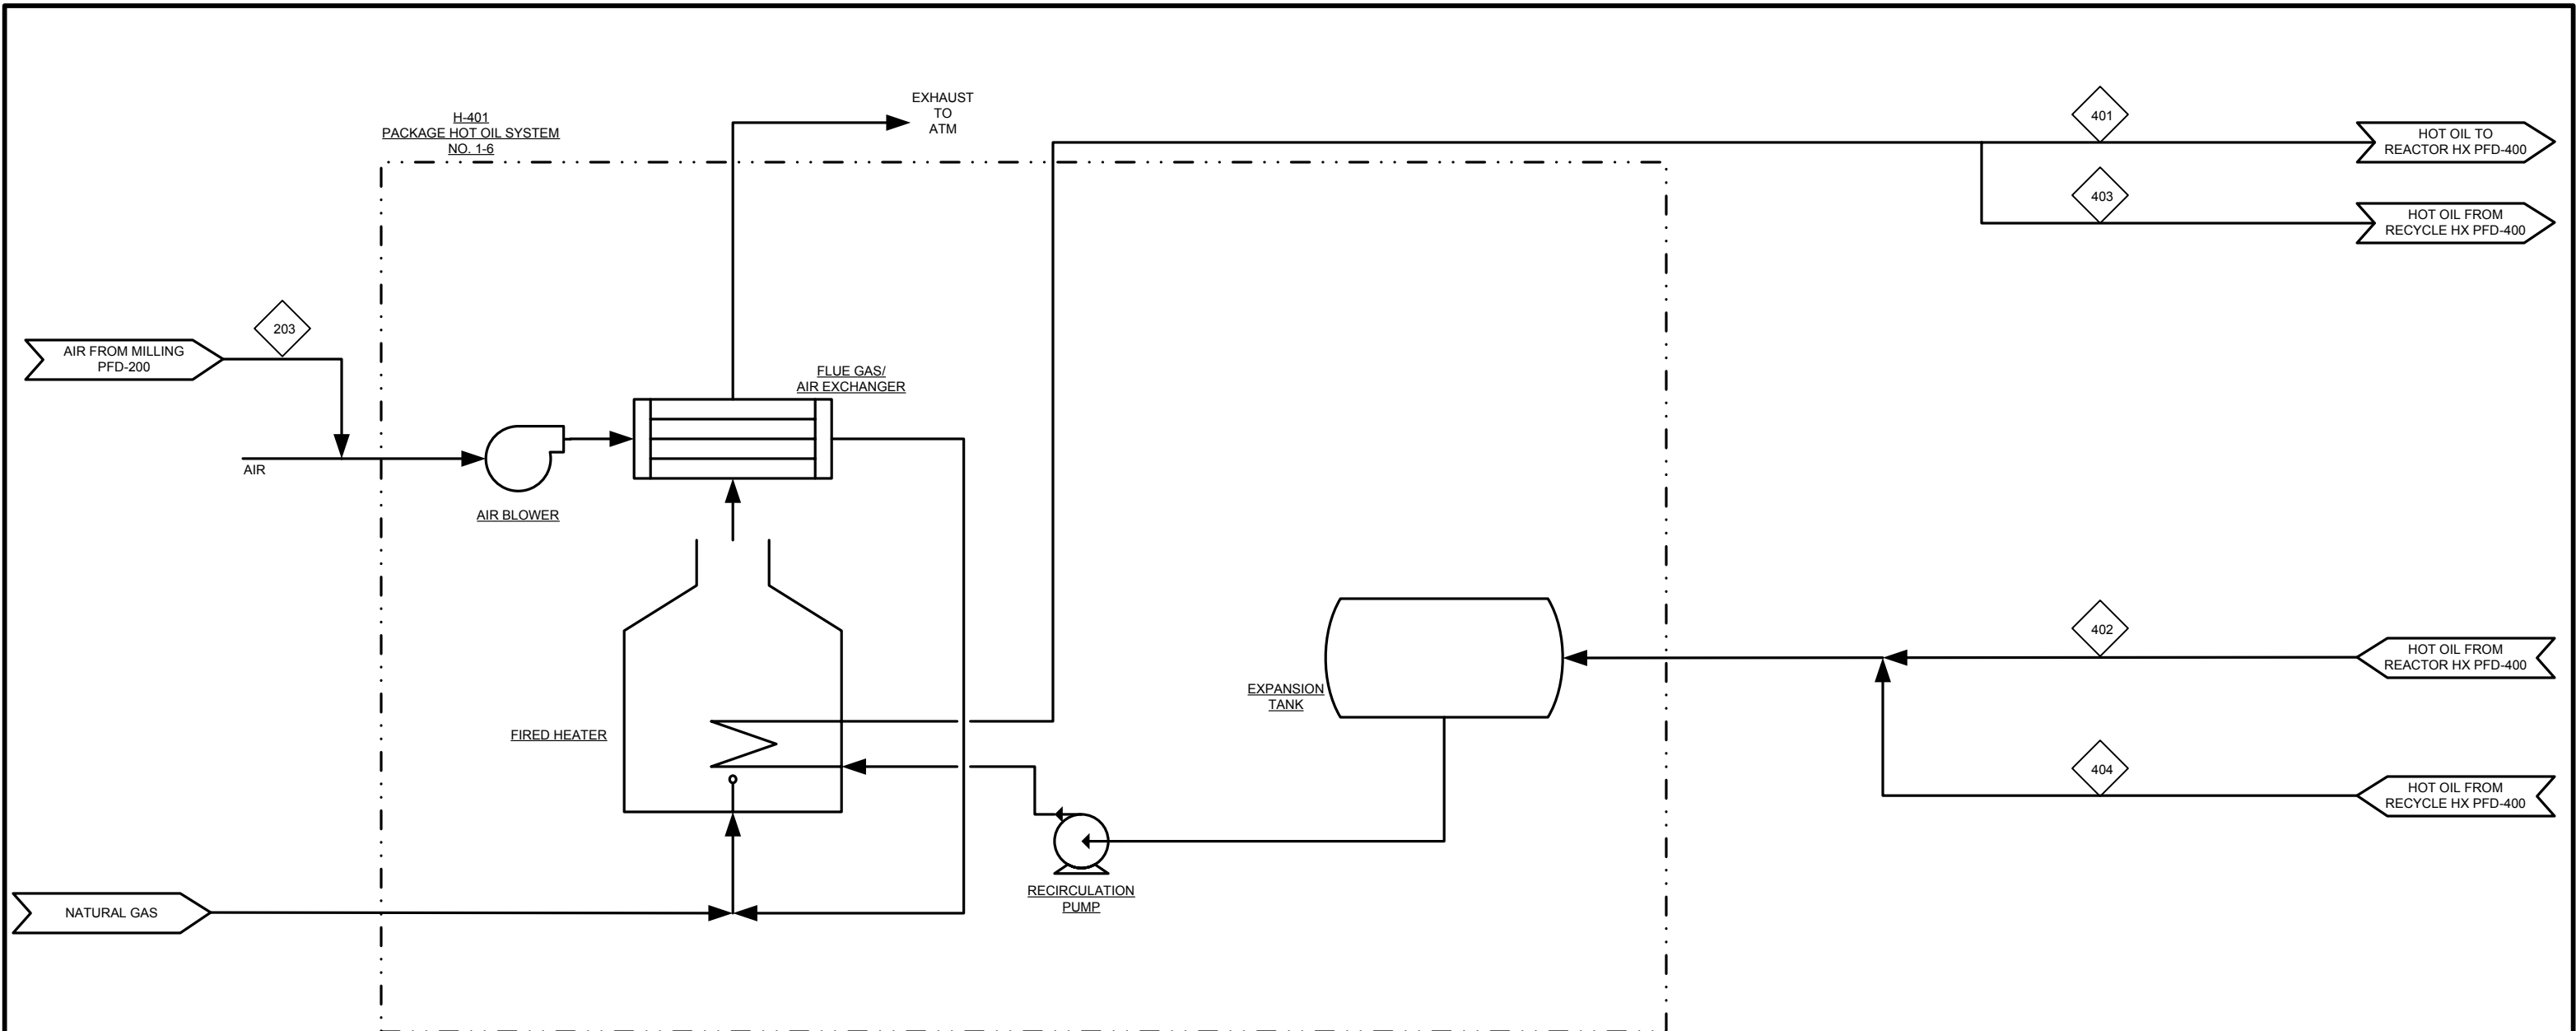 EXHAUST
TO
ATM
H-401
PACKAGE HOT OIL SYSTEM
NO. 1-6
401
HOT OIL TO
REACTOR HX PFD-400
403
HOT OIL FROM
RECYCLE HX PFD-400
203
AIR FROM MILLING
PFD-200
FLUE GAS/
AIR EXCHANGER
AIR
AIR BLOWER
402
HOT OIL FROM
REACTOR HX PFD-400
EXPANSION
TANK
FIRED HEATER
404
HOT OIL FROM
RECYCLE HX PFD-400
RECIRCULATION
PUMP
NATURAL GAS